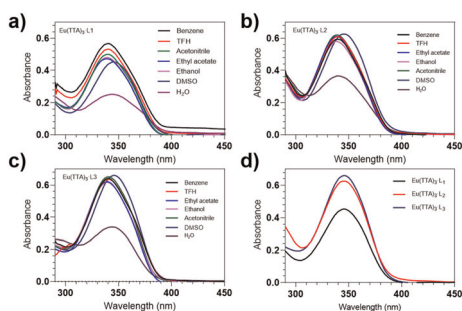 a)
Eu(TTA)₃ L1
Benzene
TFH
Acetonitrile
Ethyl acetate
Ethanol
DMSO
H₂O
Absorbance
0.6
0.4
0.2
0.0
300 350 400 450
Wavelength (nm)
b)
Eu(TTA)₃ L2
Benzene
TFH
Ethyl acetate
Ethanol
Acetonitrile
DMSO
H₂O
Absorbance
0.6
0.4
0.2
0.0
300 350 400 450
Wavelength (nm)
c)
Eu(TTA)₃ L3
Benzene
TFH
Ethyl acetate
Ethanol
Acetonitrile
DMSO
H₂O
Absorbance
0.6
0.4
0.2
0.0
300 350 400 450
Wavelength (nm)
d)
Eu(TTA)₃ L₁
Eu(TTA)₃ L₂
Eu(TTA)₃ L₃
Absorbance
0.6
0.4
0.2
0.0
300 350 400 450
Wavelength (nm)